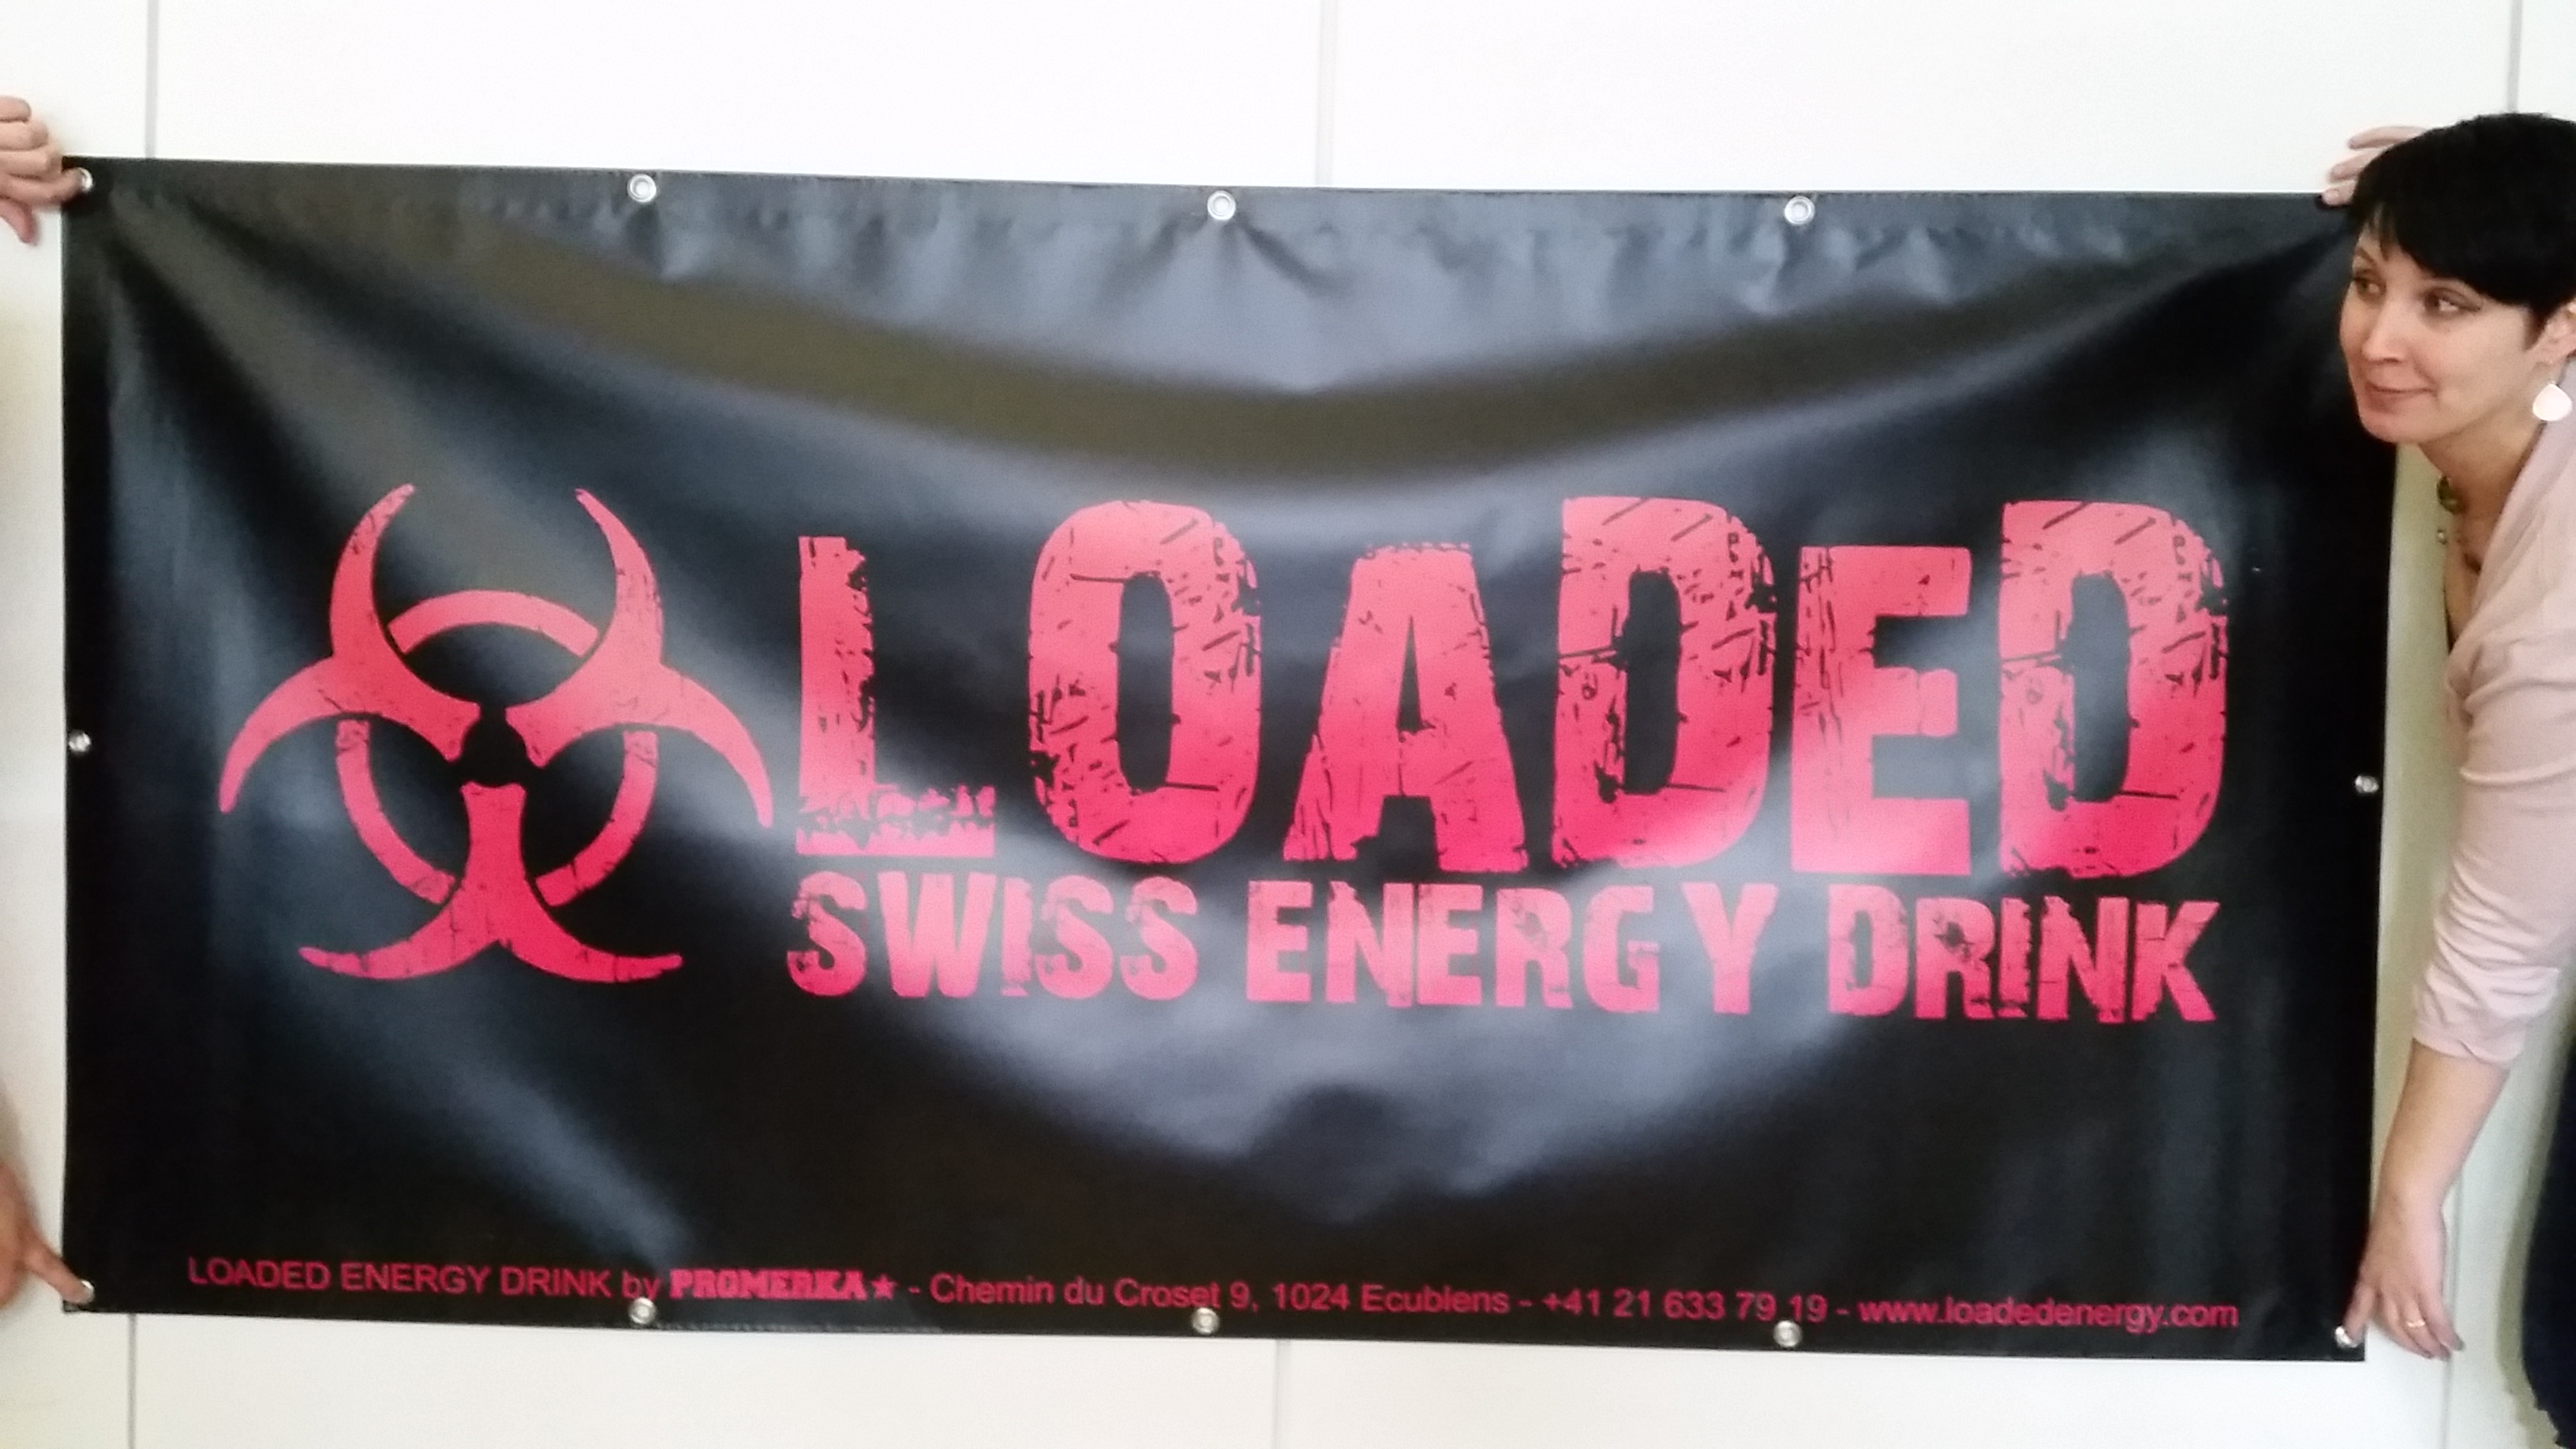 LOADED
SWISS ENERGY DRINK
LOADED ENERGY DRINK by PROMERKA★ - Chemin du Croset 9, 1024 Ecublens - +41 21 633 79 19 - www.loadedenergy.com